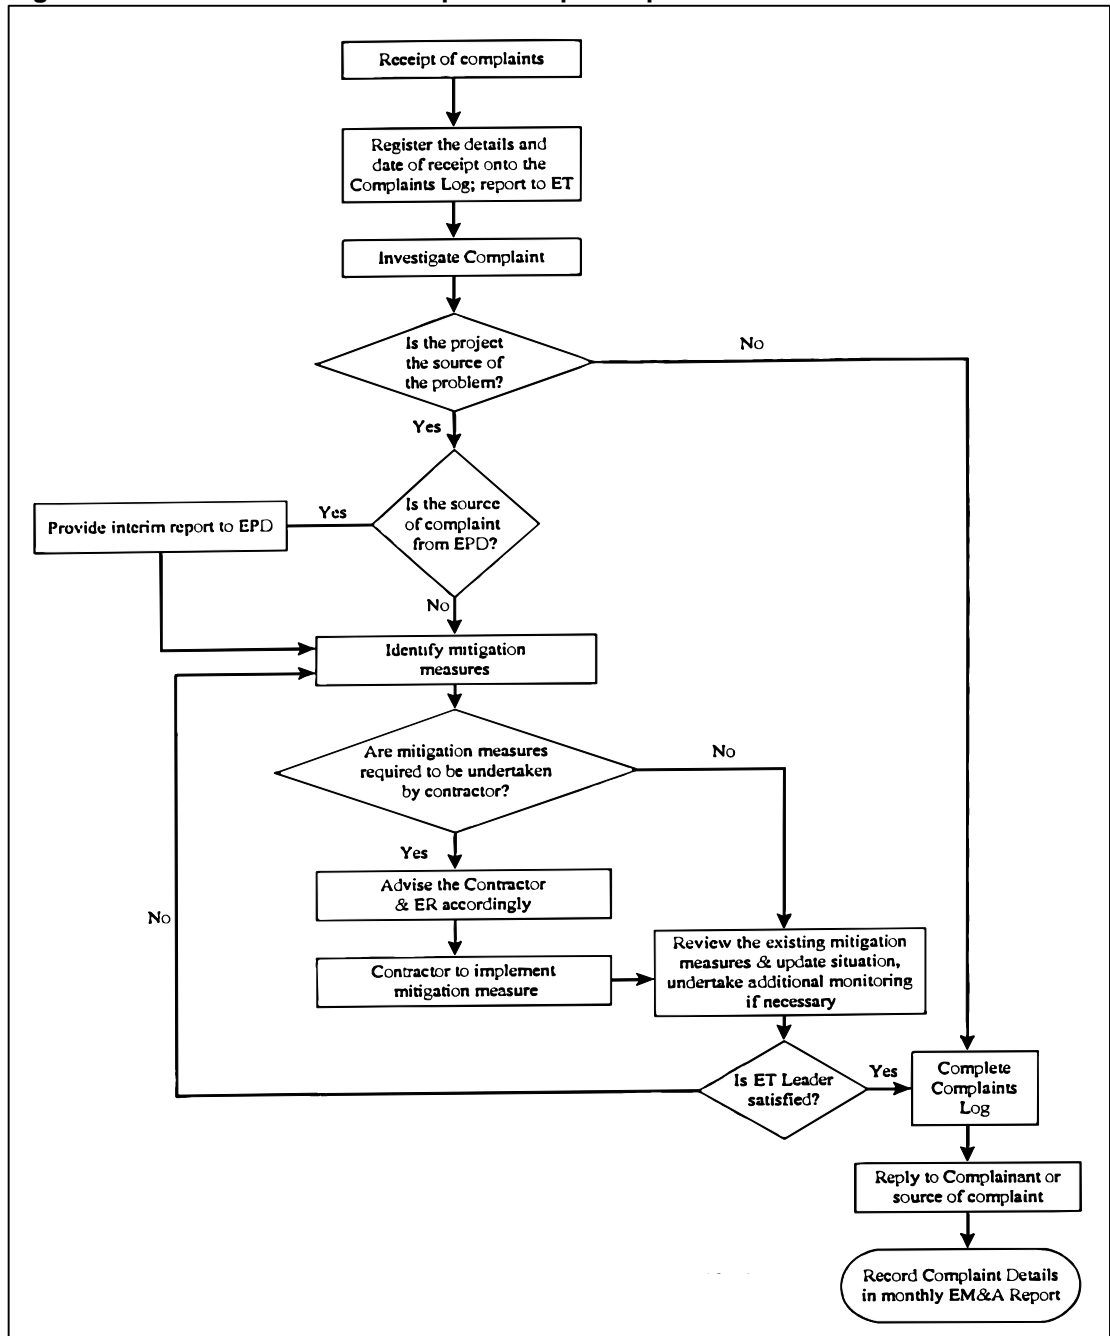 Receipt of complaints
Register the details and
date of receipt onto the
Complaints Log; report to ET
Investigate Complaint
Is the project
the source of
the problem?
No
Yes
Is the source
of complaint
from EPD?
Yes
Provide interim report to EPD
No
Identify mitigation
measures
Are mitigation measures
required to be undertaken
by contractor?
No
Yes
Advise the Contractor
& ER accordingly
No
Contractor to implement
mitigation measure
Review the existing mitigation
measures & update situation,
undertake additional monitoring
if necessary
Is ET Leader
satisfied?
Yes
Complete
Complaints
Log
Reply to Complainant or
source of complaint
Record Complaint Details
in monthly EM&A Report